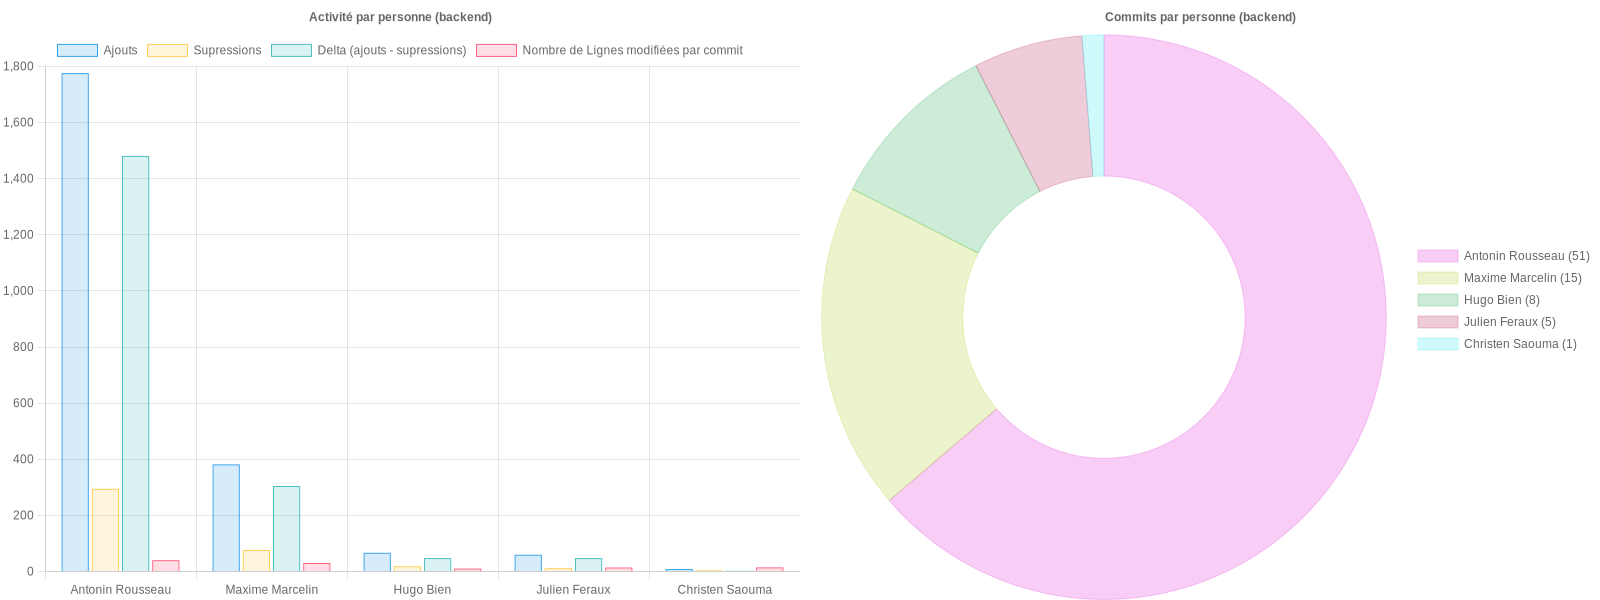 Activité par personne (backend)
Ajouts
Supressions
Delta (ajouts - supressions)
Nombre de Lignes modifiées par commit
1,800
1,600
1,400
1,200
1,000
800
600
400
200
0
Antonin Rousseau
Maxime Marcelin
Hugo Bien
Julien Feraux
Christen Saouma
Commits par personne (backend)
Antonin Rousseau (51)
Maxime Marcelin (15)
Hugo Bien (8)
Julien Feraux (5)
Christen Saouma (1)